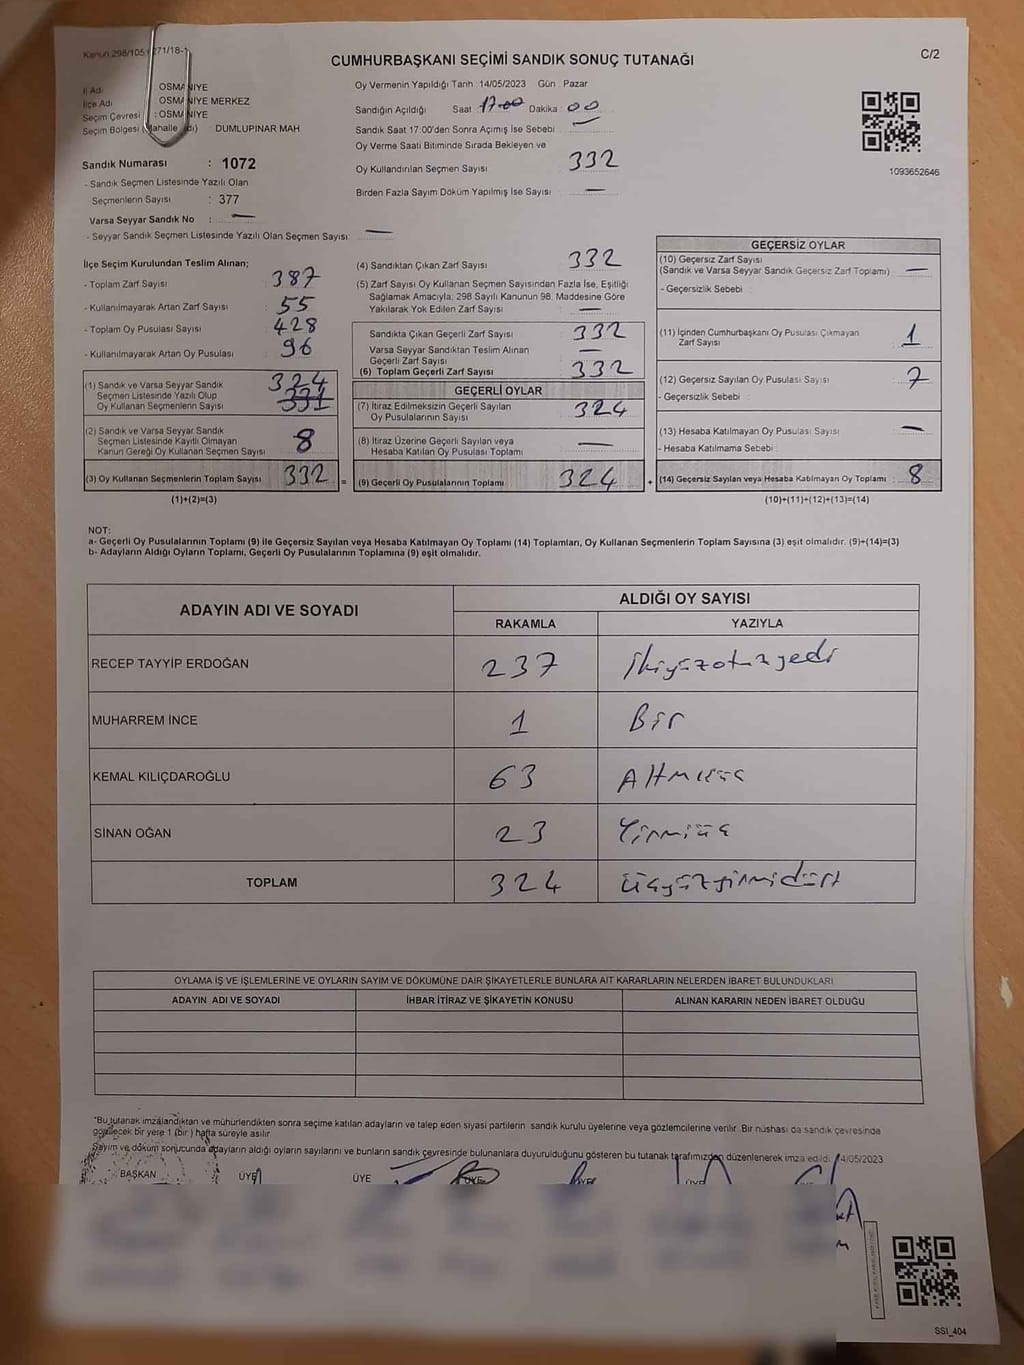 Kanun 298/105 271/18-1
CUMHURBAŞKANI SEÇİMİ SANDIK SONUÇ TUTANAĞI
C/2
İl Adı : OSMANİYE
İlçe Adı : OSMANİYE MERKEZ
Seçim Çevresi : OSMANİYE
Seçim Bölgesi (Mahalle Adı) DUMLUPINAR MAH
Sandık Numarası : 1072
- Sandık Seçmen Listesinde Yazılı Olan
Seçmenlerin Sayısı : 377
Varsa Seyyar Sandık No : —
- Seyyar Sandık Seçmen Listesinde Yazılı Olan Seçmen Sayısı: —
Oy Vermenin Yapıldığı Tarih 14/05/2023 Gün Pazar
Sandığın Açıldığı Saat 17:00 Dakika : 00
Sandık Saat 17:00'den Sonra Açımış İse Sebebi —
Oy Verme Saati Bitiminde Sırada Bekleyen ve
Oy Kullandırılan Seçmen Sayısı 332
Birden Fazla Sayım Döküm Yapılmış İse Sayısı —
1093652646
İlçe Seçim Kurulundan Teslim Alınan;
- Toplam Zarf Sayısı : 387
- Kullanılmayarak Artan Zarf Sayısı : 55
- Toplam Oy Pusulası Sayısı : 428
- Kullanılmayarak Artan Oy Pusulası : 96
(1) Sandık ve Varsa Seyyar Sandık 324
Seçmen Listesinde Yazılı Olup 331
Oy Kullanan Seçmenlerin Sayısı
(2) Sandık ve Varsa Seyyar Sandık
Seçmen Listesinde Kayıtlı Olmayan 8
Kanun Gereği Oy Kullanan Seçmen Sayısı
(3) Oy Kullanan Seçmenlerin Toplam Sayısı 332 =
(1)+(2)=(3)
(4) Sandıktan Çıkan Zarf Sayısı : 332
(5) Zarf Sayısı Oy Kullanan Seçmen Sayısından Fazla İse, Eşitliği
Sağlamak Amacıyla, 298 Sayılı Kanunun 98. Maddesine Göre
Yakılarak Yok Edilen Zarf Sayısı : —
Sandıkta Çıkan Geçerli Zarf Sayısı : 332
Varsa Seyyar Sandıktan Teslim Alınan —
Geçerli Zarf Sayısı
(6) Toplam Geçerli Zarf Sayısı : 332
GEÇERLİ OYLAR
(7) İtiraz Edilmeksizin Geçerli Sayılan 324
Oy Pusulalarının Sayısı
(8) İtiraz Üzerine Geçerli Sayılan veya —
Hesaba Katılan Oy Pusulası Toplamı
(9) Geçerli Oy Pusulalarının Toplamı 324 +
GEÇERSİZ OYLAR
(10) Geçersiz Zarf Sayısı
(Sandık ve Varsa Seyyar Sandık Geçersiz Zarf Toplamı) : —
- Geçersizlik Sebebi
(11) İçinden Cumhurbaşkanı Oy Pusulası Çıkmayan 1
Zarf Sayısı
(12) Geçersiz Sayılan Oy Pusulası Sayısı : 7
- Geçersizlik Sebebi :
(13) Hesaba Katılmayan Oy Pusulası Sayısı : —
- Hesaba Katılmama Sebebi
(14) Geçersiz Sayılan veya Hesaba Katılmayan Oy Toplamı : 8
(10)+(11)+(12)+(13)=(14)
NOT:
a- Geçerli Oy Pusulalarının Toplamı (9) ile Geçersiz Sayılan veya Hesaba Katılmayan Oy Toplamı (14) Toplamları, Oy Kullanan Seçmenlerin Toplam Sayısına (3) eşit olmalıdır. (9)+(14)=(3)
b- Adayların Aldığı Oyların Toplamı, Geçerli Oy Pusulalarının Toplamına (9) eşit olmalıdır.
ADAYIN ADI VE SOYADI
ALDIĞI OY SAYISI
RAKAMLA YAZIYLA
RECEP TAYYİP ERDOĞAN 237 İkiyüzotuzyedi
MUHARREM İNCE 1 Bir
KEMAL KILIÇDAROĞLU 63 Altmışüç
SİNAN OĞAN 23 Yirmiüç
TOPLAM 324 üçyüzyirmidört
OYLAMA İŞ VE İŞLEMLERİNE VE OYLARIN SAYIM VE DÖKÜMÜNE DAİR ŞİKAYETLERLE BUNLARA AİT KARARLARIN NELERDEN İBARET BULUNDUKLARI
ADAYIN ADI VE SOYADI İHBAR İTİRAZ VE ŞİKAYETİN KONUSU ALINAN KARARIN NEDEN İBARET OLDUĞU
*Bu tutanak imzalandıktan ve mühürlendikten sonra seçime katılan adayların ve talep eden siyasi partilerin sandık kurulu üyelerine veya gözlemcilerine verilir. Bir nüshası da sandık çevresinde
görülecek bir yere 1 (bir) hafta süreyle asılır.
Sayım ve döküm sonucunda adayların aldığı oyların sayılarını ve bunların sandık çevresinde bulunanlara duyurulduğunu gösteren bu tutanak tarafımızdan düzenlenerek imza edildi. 14/05/2023
BAŞKAN ÜYE ÜYE ÜYE ÜYE ÜYE
SSI_404